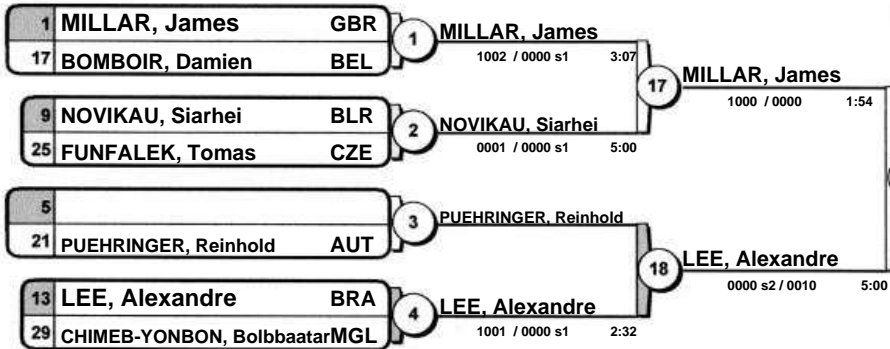 1 MILLAR, James GBR
17 BOMBOIR, Damien BEL
1
MILLAR, James
1002 / 0000 s1 3:07
9 NOVIKAU, Siarhei BLR
25 FUNFALEK, Tomas CZE
2
NOVIKAU, Siarhei
0001 / 0000 s1 5:00
17
MILLAR, James
1000 / 0000 1:54
5
21 PUEHRINGER, Reinhold AUT
3
PUEHRINGER, Reinhold
13 LEE, Alexandre BRA
29 CHIMEB-YONBON, Bolbbaatar MGL
4
LEE, Alexandre
1001 / 0000 s1 2:32
18
LEE, Alexandre
0000 s2 / 0010 5:00